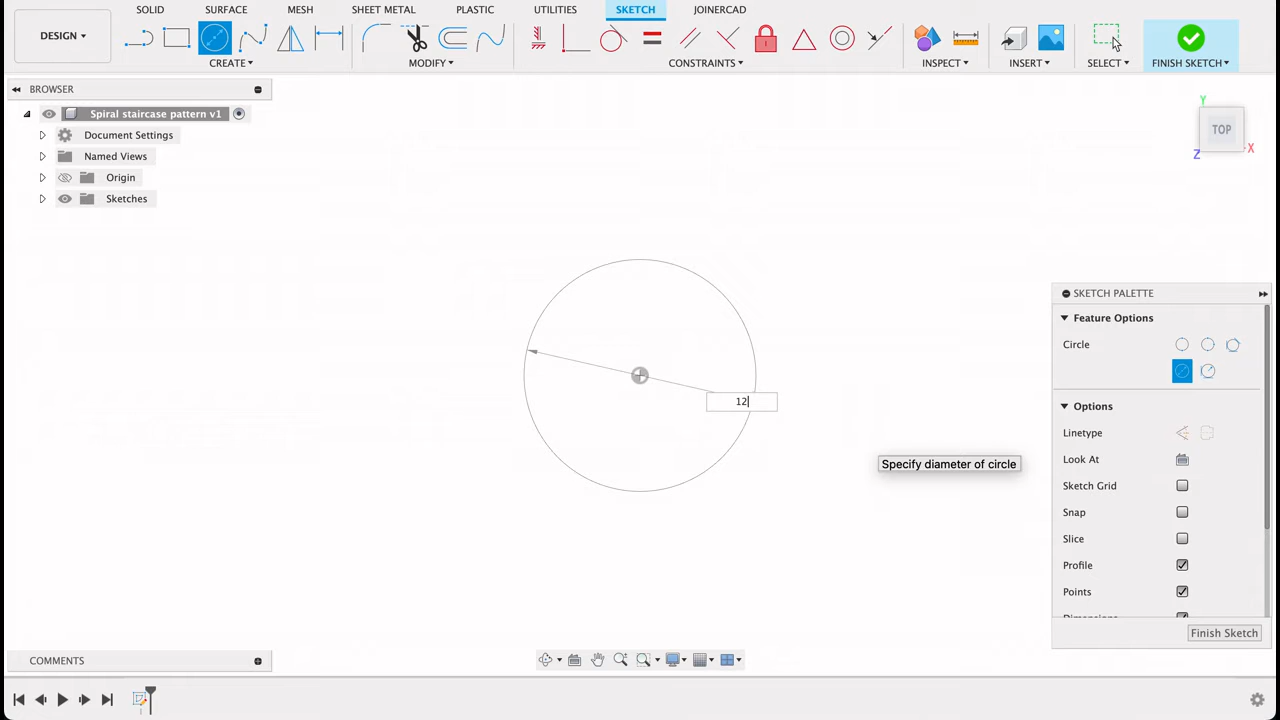 SOLID SURFACE MESH SHEET METAL PLASTIC UTILITIES SKETCH JOINERCAD
DESIGN
CREATE MODIFY CONSTRAINTS INSPECT INSERT SELECT FINISH SKETCH
BROWSER
Spiral staircase pattern v1
Document Settings
Named Views
Origin
Sketches
Y
TOP
Z X
12
Specify diameter of circle
SKETCH PALETTE
Feature Options
Circle
Options
Linetype
Look At
Sketch Grid
Snap
Slice
Profile
Points
Dimensions
Finish Sketch
COMMENTS